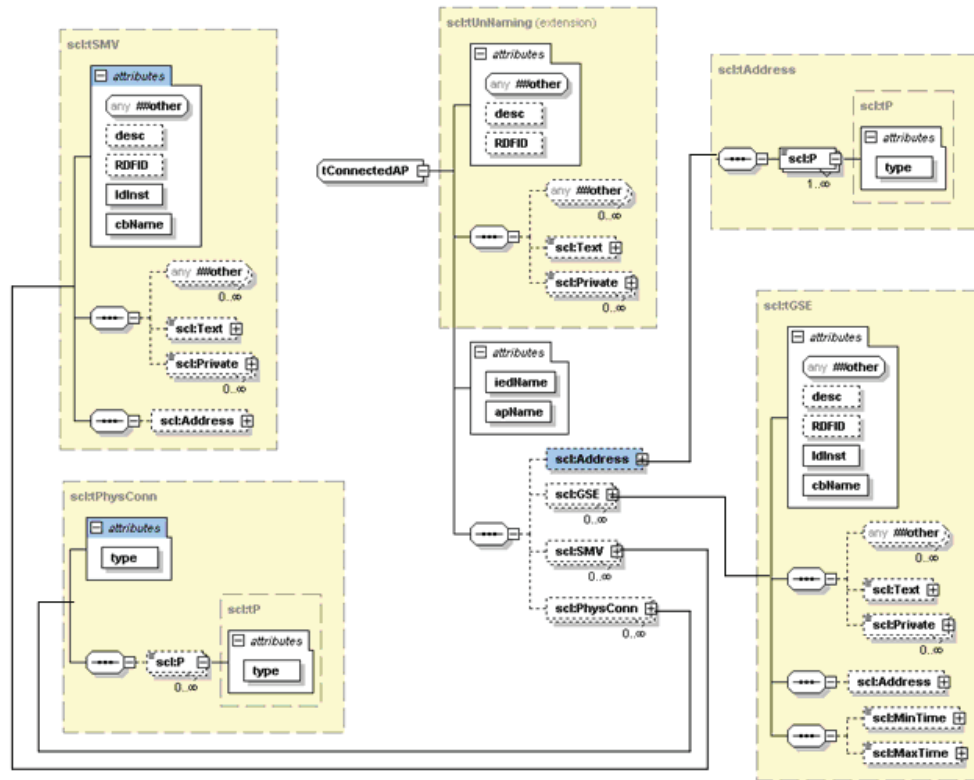 scl:tSMV
attributes
any ##other
desc
RDFID
ldInst
cbName
any ##other
0..∞
scl:Text
scl:Private
0..∞
scl:Address
scl:tPhysConn
attributes
type
scl:P
0..∞
scl:tP
attributes
type
tConnectedAP
scl:tUnNaming (extension)
attributes
any ##other
desc
RDFID
any ##other
0..∞
scl:Text
scl:Private
0..∞
attributes
iedName
apName
scl:Address
scl:GSE
0..∞
scl:SMV
0..∞
scl:PhysConn
0..∞
scl:tAddress
scl:P
1..∞
scl:tP
attributes
type
scl:tGSE
attributes
any ##other
desc
RDFID
ldInst
cbName
any ##other
0..∞
scl:Text
scl:Private
0..∞
scl:Address
scl:MinTime
scl:MaxTime